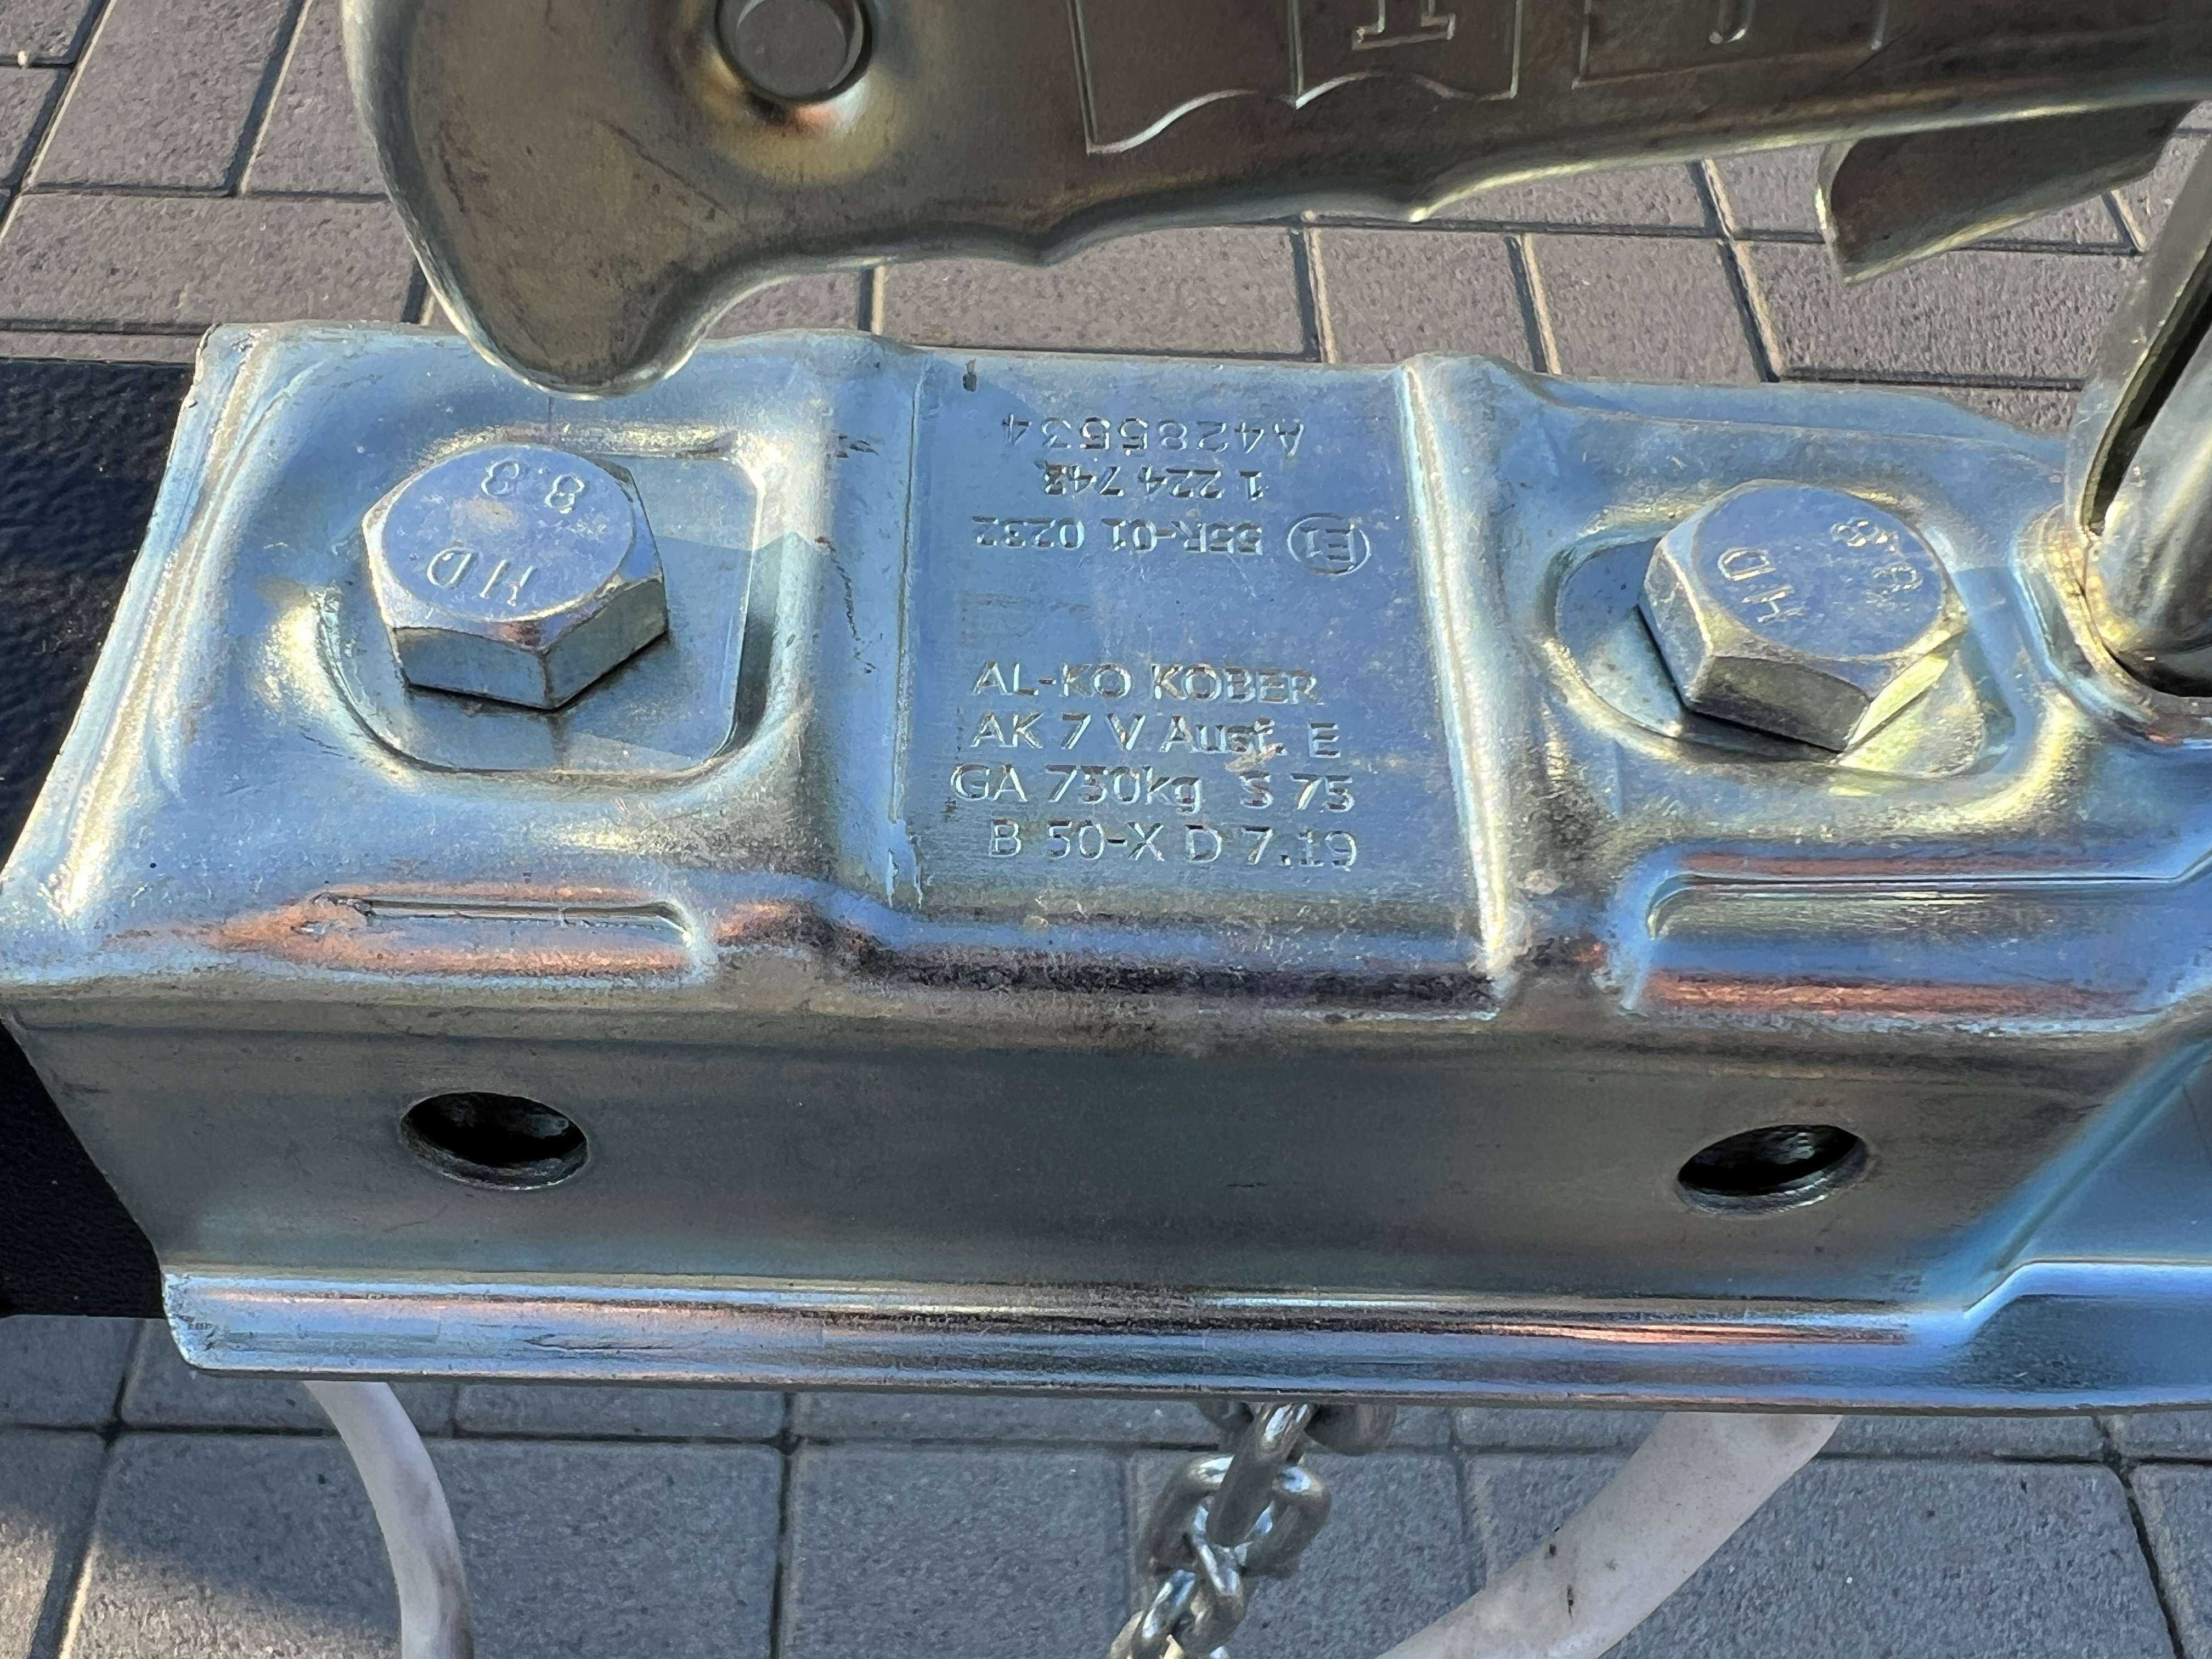 A4285534
1 224 748
E1 55R-01 0232
AL-KO KOBER
AK 7 V Ausf. E
GA 750kg S 75
B 50-X D 7.19
8.8
HD
8.8
HD